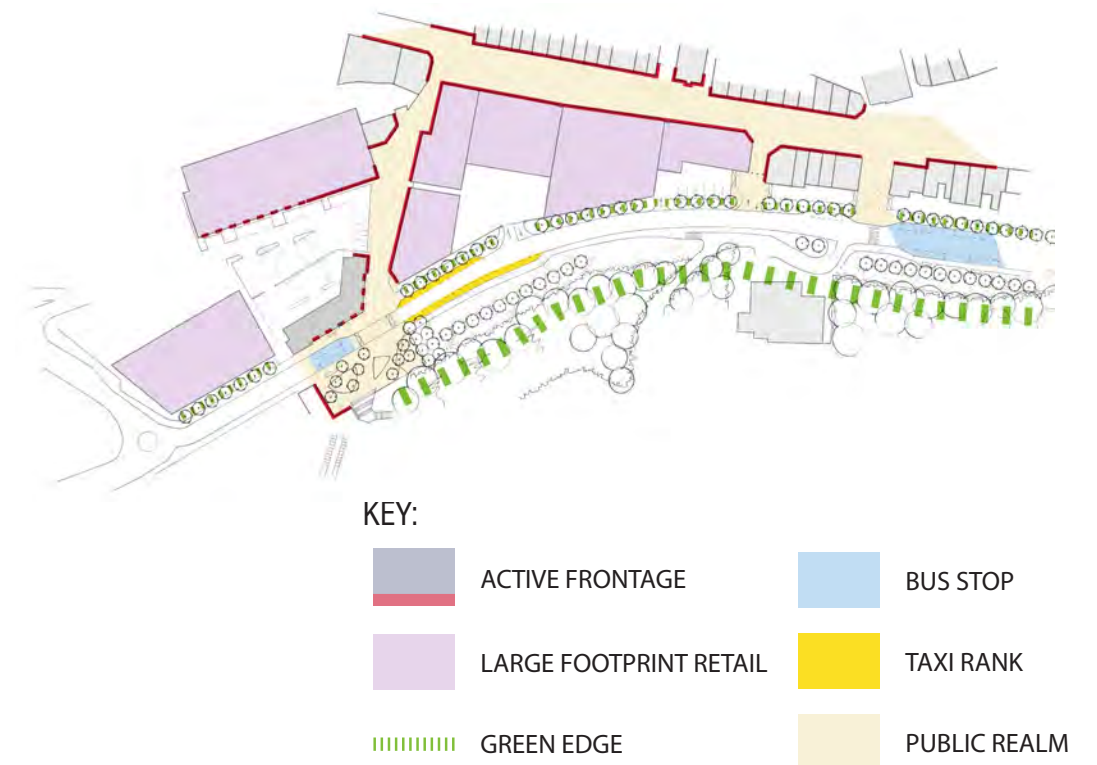 KEY:
ACTIVE FRONTAGE
BUS STOP
LARGE FOOTPRINT RETAIL
TAXI RANK
GREEN EDGE
PUBLIC REALM